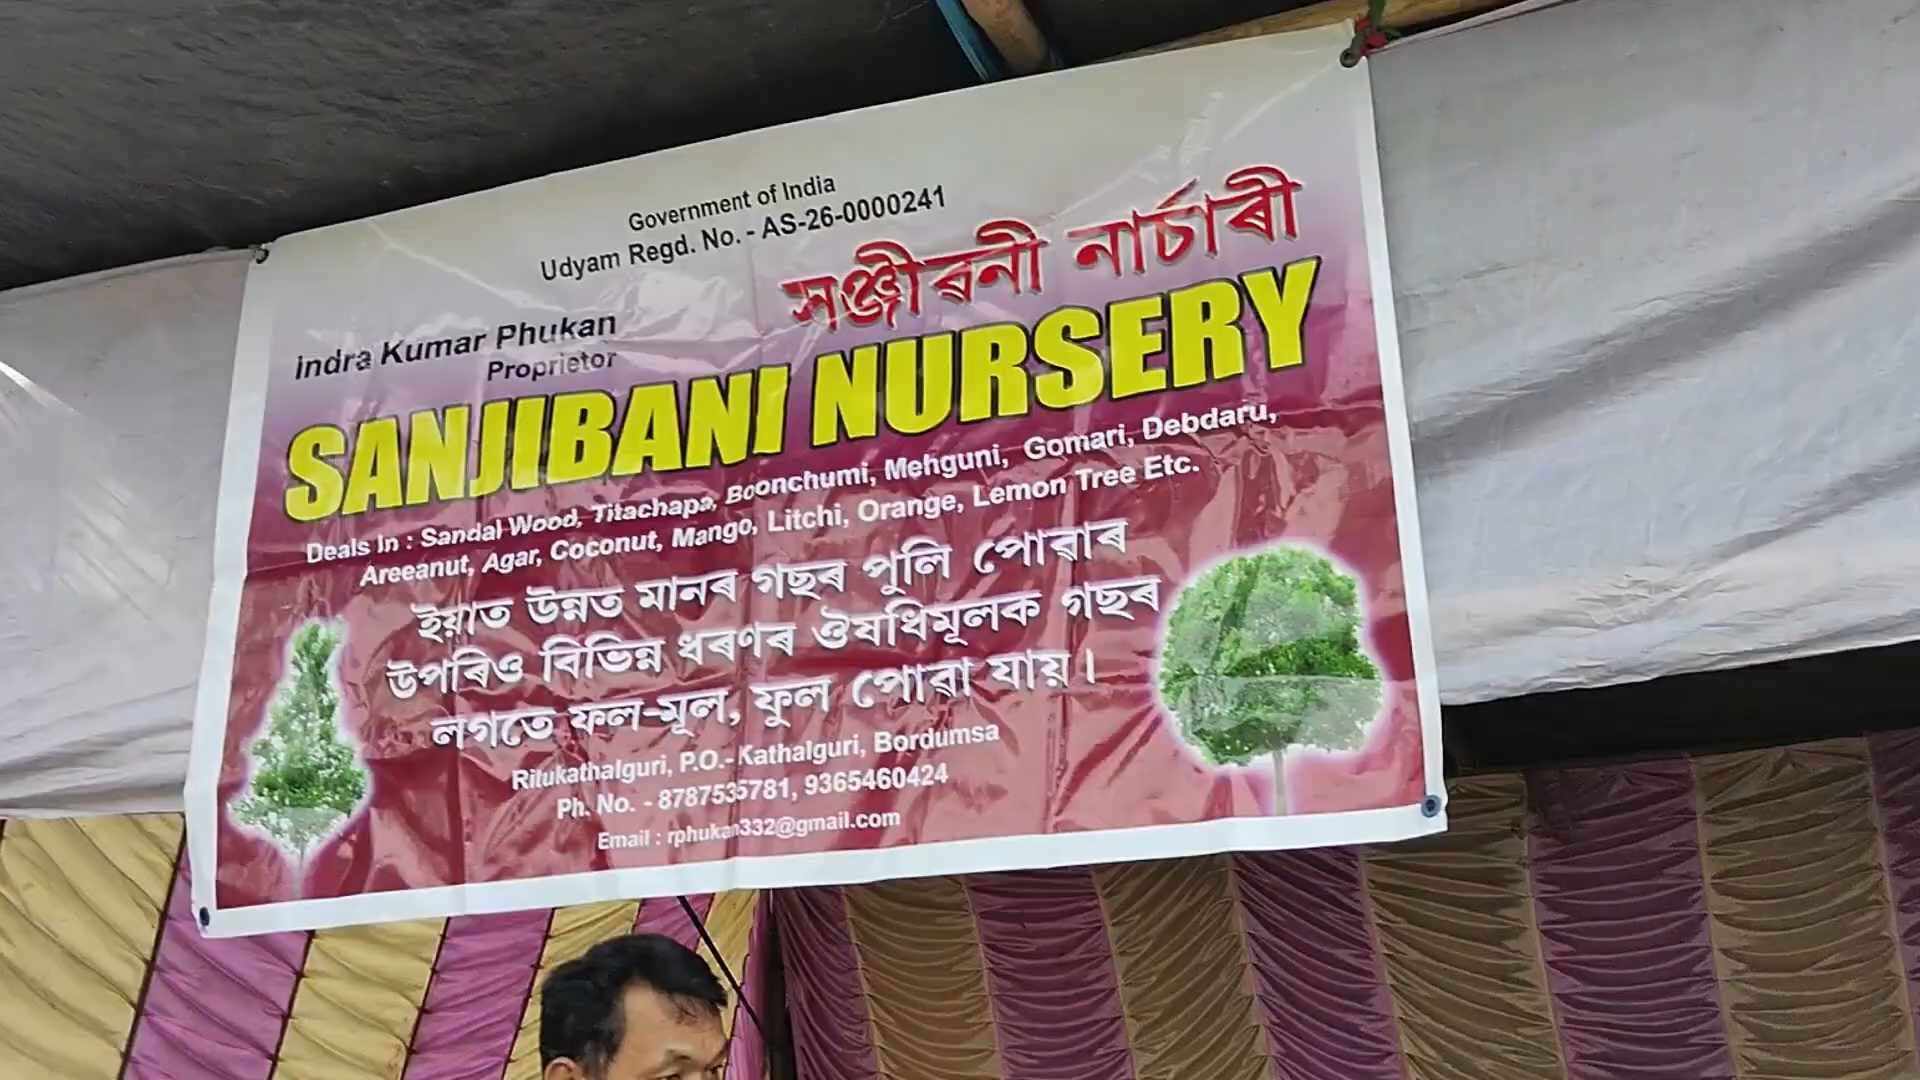 Government of India
Udyam Regd. No. - AS-26-0000241
সঞ্জীৱনী নাৰ্চাৰী
Indra Kumar Phukan
Proprietor
SANJIBANI NURSERY
Deals In : Sandal Wood, Titachapa, Boonchumi, Mehguni, Gomari, Debdaru,
Areeanut, Agar, Coconut, Mango, Litchi, Orange, Lemon Tree Etc.
ইয়াত উন্নত মানৰ গছৰ পুলি পোৱাৰ
উপৰিও বিভিন্ন ধৰণৰ ঔষধিমূলক গছৰ
লগতে ফল-মূল, ফুল পোৱা যায়।
Ritukathalguri, P.O.- Kathalguri, Bordumsa
Ph. No. - 8787535781, 9365460424
Email : rphukan332@gmail.com